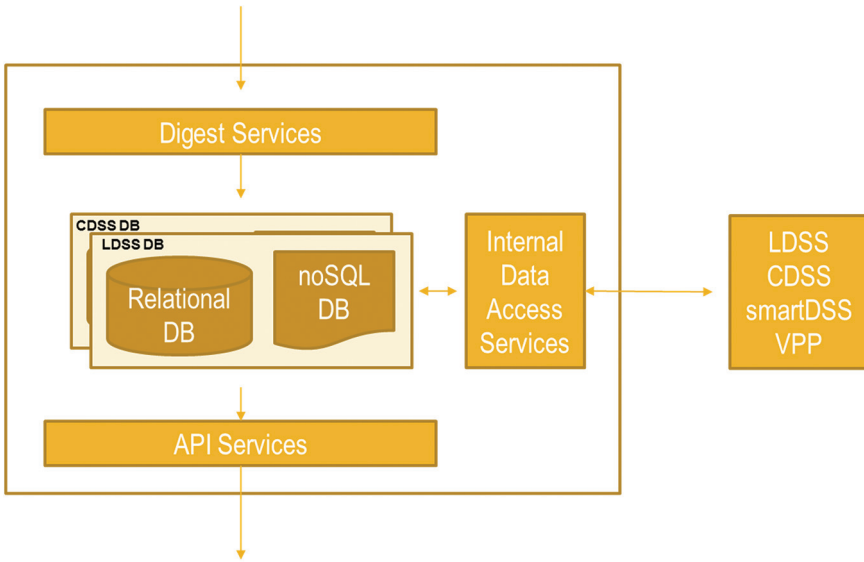 Digest Services
CDSS DB
LDSS DB
Relational
DB
noSQL
DB
Internal
Data
Access
Services
LDSS
CDSS
smartDSS
VPP
API Services